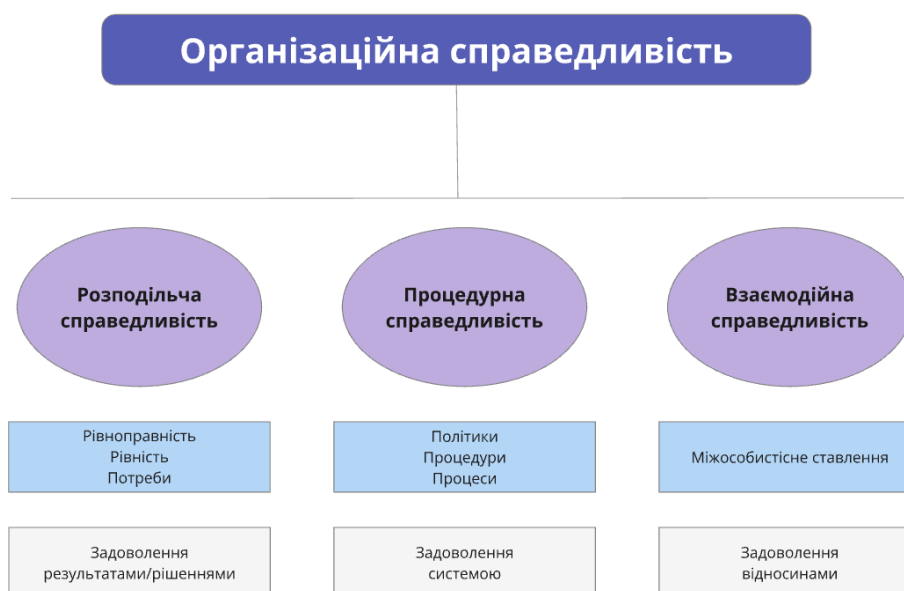 Організаційна справедливість
Розподільча
справедливість
Процедурна
справедливість
Взаємодійна
справедливість
Рівноправність
Рівність
Потреби
Політики
Процедури
Процеси
Міжособистісне ставлення
Задоволення
результатами/рішеннями
Задоволення
системою
Задоволення
відносинами